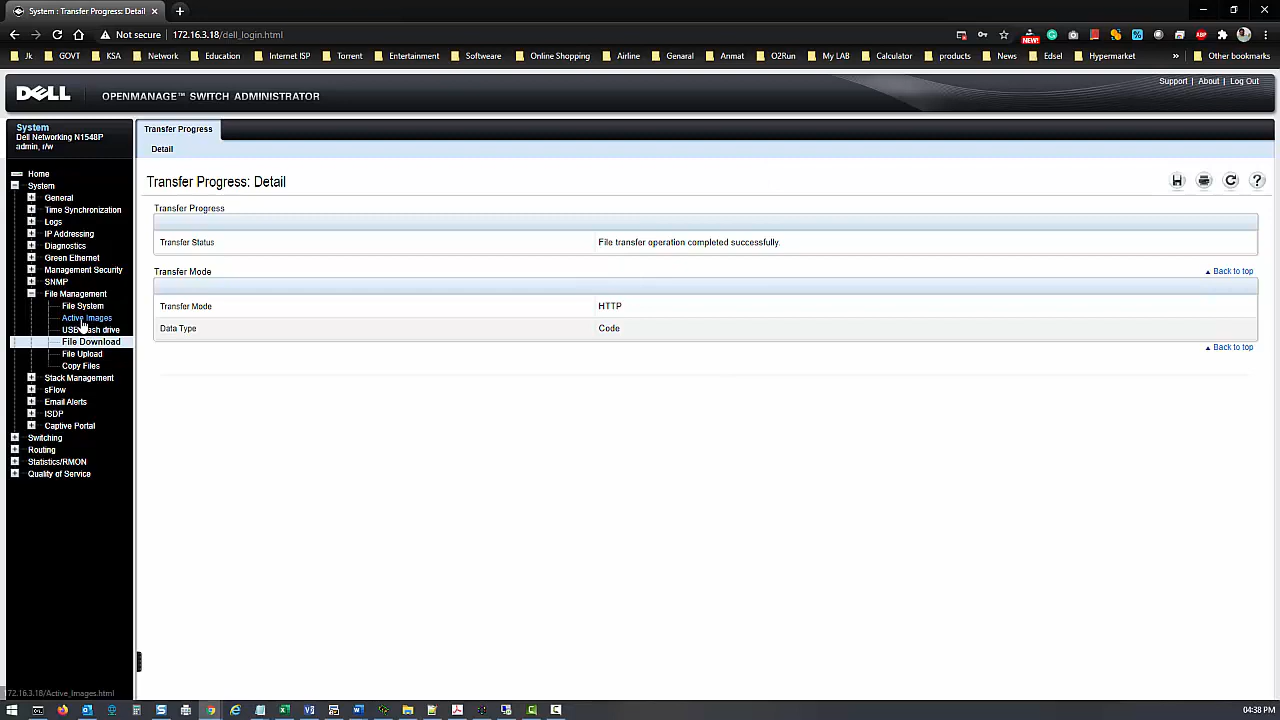 System : Transfer Progress: Detail
Not secure | 172.16.3.18/dell_login.html
NEW!
ABP
Jk GOVT KSA Network Education Internet ISP Torrent Entertainment Software Online Shopping Airline General Anmat O2Run My LAB Calculator products News Edsel Hypermarket » Other bookmarks
DELL OPENMANAGE™ SWITCH ADMINISTRATOR
Support | About | Log Out
System
Dell Networking N1548P
admin, r/w
Home
System
General
Time Synchronization
Logs
IP Addressing
Diagnostics
Green Ethernet
Management Security
SNMP
File Management
File System
Active Images
USB Flash drive
File Download
File Upload
Copy Files
Stack Management
sFlow
Email Alerts
ISDP
Captive Portal
Switching
Routing
Statistics/RMON
Quality of Service
Transfer Progress
Detail
Transfer Progress: Detail
Transfer Progress
Transfer Status File transfer operation completed successfully.
Transfer Mode
Back to top
Transfer Mode HTTP
Data Type Code
Back to top
172.16.3.18/Active_Images.html
04:38 PM